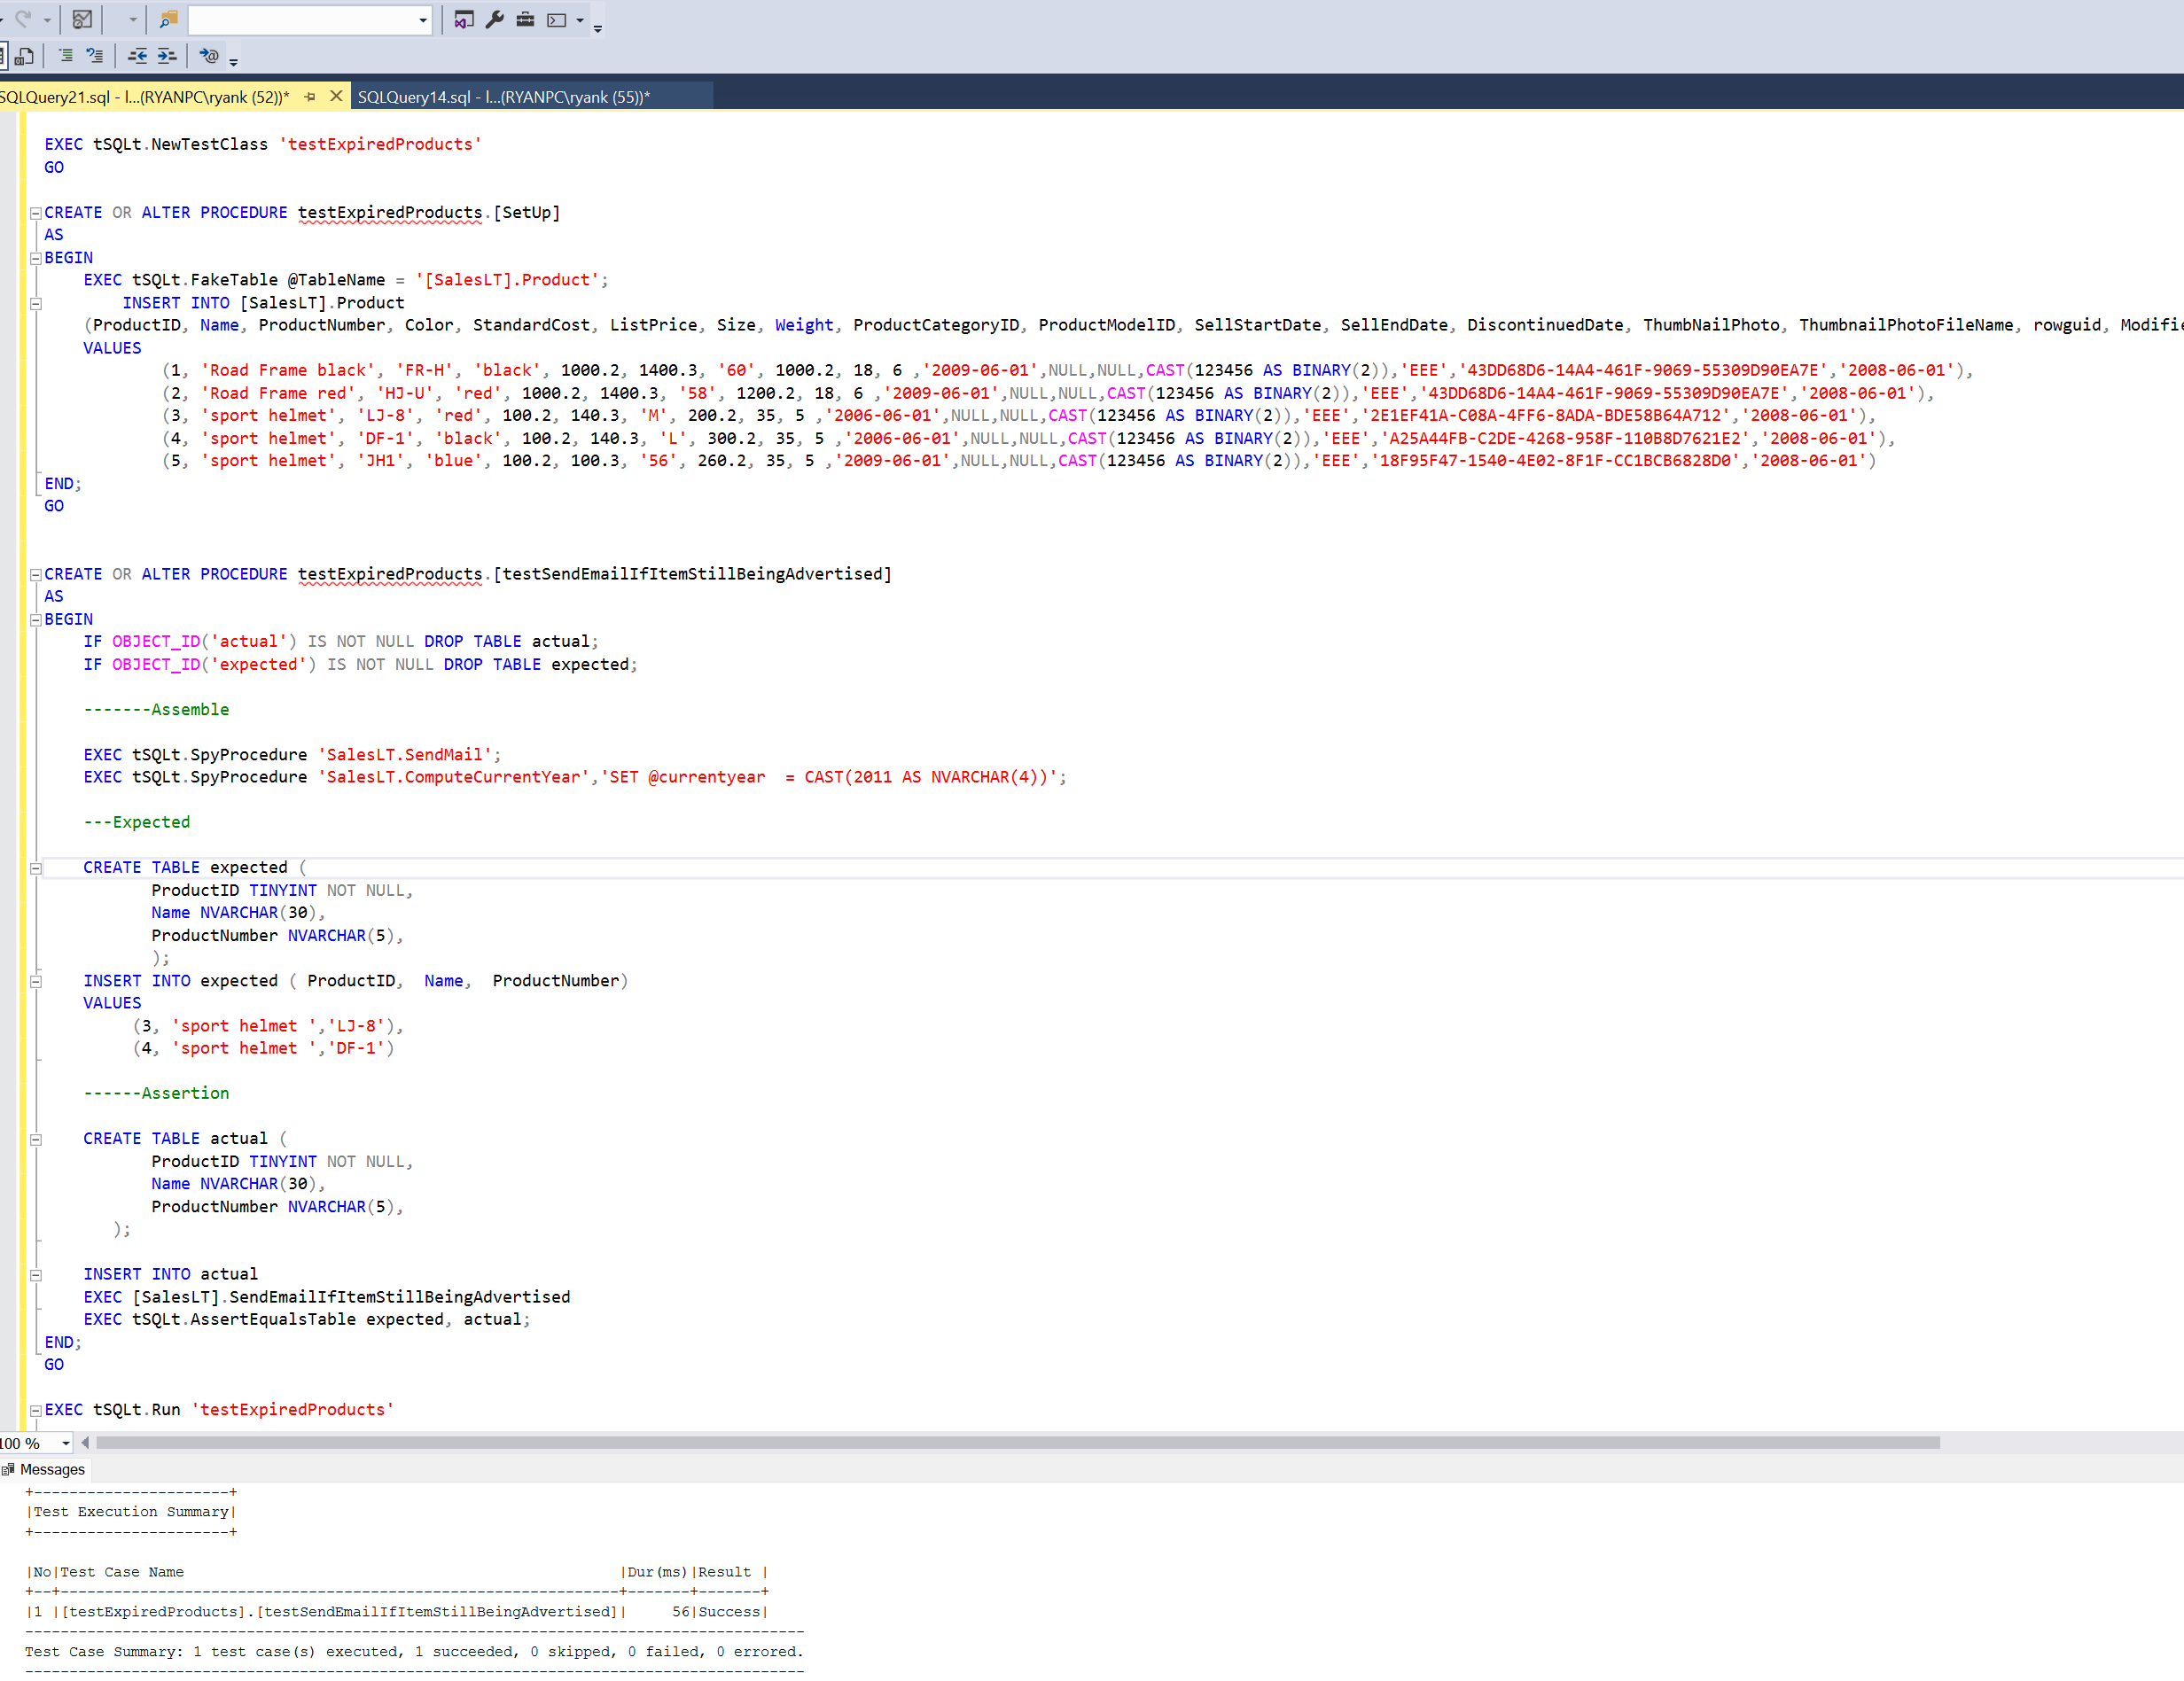 SQLQuery21.sql - l...(RYANPC\ryank (52))*
SQLQuery14.sql - l...(RYANPC\ryank (55))*
EXEC tSQLt.NewTestClass 'testExpiredProducts'
GO
CREATE OR ALTER PROCEDURE testExpiredProducts.[SetUp]
AS
BEGIN
EXEC tSQLt.FakeTable @TableName = '[SalesLT].Product';
INSERT INTO [SalesLT].Product
(ProductID, Name, ProductNumber, Color, StandardCost, ListPrice, Size, Weight, ProductCategoryID, ProductModelID, SellStartDate, SellEndDate, DiscontinuedDate, ThumbNailPhoto, ThumbnailPhotoFileName, rowguid, Modifie
VALUES
(1, 'Road Frame black', 'FR-H', 'black', 1000.2, 1400.3, '60', 1000.2, 18, 6 ,'2009-06-01',NULL,NULL,CAST(123456 AS BINARY(2)),'EEE','43DD68D6-14A4-461F-9069-55309D90EA7E','2008-06-01'),
(2, 'Road Frame red', 'HJ-U', 'red', 1000.2, 1400.3, '58', 1200.2, 18, 6 ,'2009-06-01',NULL,NULL,CAST(123456 AS BINARY(2)),'EEE','43DD68D6-14A4-461F-9069-55309D90EA7E','2008-06-01'),
(3, 'sport helmet', 'LJ-8', 'red', 100.2, 140.3, 'M', 200.2, 35, 5 ,'2006-06-01',NULL,NULL,CAST(123456 AS BINARY(2)),'EEE','2E1EF41A-C08A-4FF6-8ADA-BDE58B64A712','2008-06-01'),
(4, 'sport helmet', 'DF-1', 'black', 100.2, 140.3, 'L', 300.2, 35, 5 ,'2006-06-01',NULL,NULL,CAST(123456 AS BINARY(2)),'EEE','A25A44FB-C2DE-4268-958F-110B8D7621E2','2008-06-01'),
(5, 'sport helmet', 'JH1', 'blue', 100.2, 100.3, '56', 260.2, 35, 5 ,'2009-06-01',NULL,NULL,CAST(123456 AS BINARY(2)),'EEE','18F95F47-1540-4E02-8F1F-CC1BCB6828D0','2008-06-01')
END;
GO
CREATE OR ALTER PROCEDURE testExpiredProducts.[testSendEmailIfItemStillBeingAdvertised]
AS
BEGIN
IF OBJECT_ID('actual') IS NOT NULL DROP TABLE actual;
IF OBJECT_ID('expected') IS NOT NULL DROP TABLE expected;
-------Assemble
EXEC tSQLt.SpyProcedure 'SalesLT.SendMail';
EXEC tSQLt.SpyProcedure 'SalesLT.ComputeCurrentYear','SET @currentyear  = CAST(2011 AS NVARCHAR(4))';
---Expected
CREATE TABLE expected (
ProductID TINYINT NOT NULL,
Name NVARCHAR(30),
ProductNumber NVARCHAR(5),
);
INSERT INTO expected ( ProductID,  Name,  ProductNumber)
VALUES
(3, 'sport helmet ','LJ-8'),
(4, 'sport helmet ','DF-1')
------Assertion
CREATE TABLE actual (
ProductID TINYINT NOT NULL,
Name NVARCHAR(30),
ProductNumber NVARCHAR(5),
);
INSERT INTO actual
EXEC [SalesLT].SendEmailIfItemStillBeingAdvertised
EXEC tSQLt.AssertEqualsTable expected, actual;
END;
GO
EXEC tSQLt.Run 'testExpiredProducts'
100 %
Messages
+----------------------+
|Test Execution Summary|
+----------------------+
|No|Test Case Name                                                 |Dur(ms)|Result |
+--+---------------------------------------------------------------+-------+-------+
|1 |[testExpiredProducts].[testSendEmailIfItemStillBeingAdvertised]|     56|Success|
----------------------------------------------------------------------------------------
Test Case Summary: 1 test case(s) executed, 1 succeeded, 0 skipped, 0 failed, 0 errored.
----------------------------------------------------------------------------------------